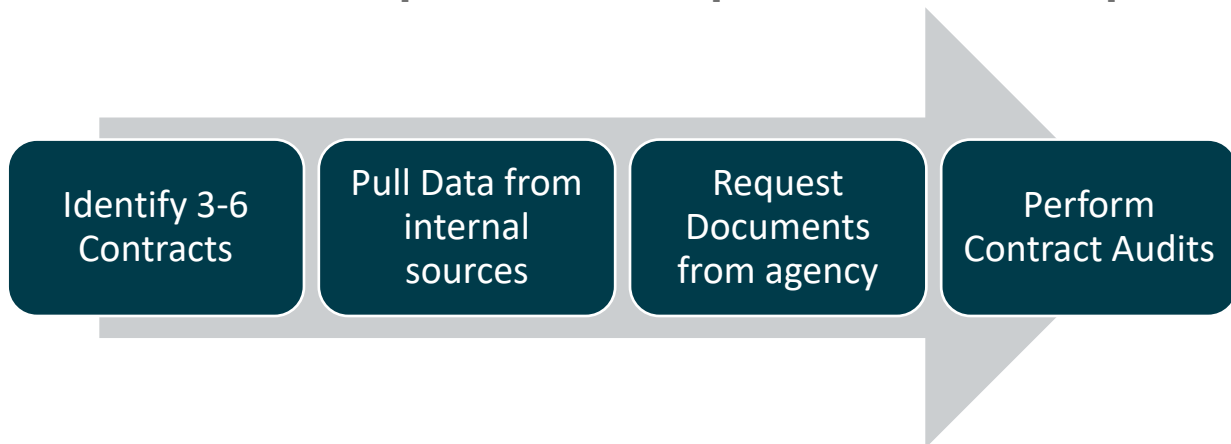 Identify 3-6
Contracts
Pull Data from
internal
sources
Request
Documents
from agency
Perform
Contract Audits